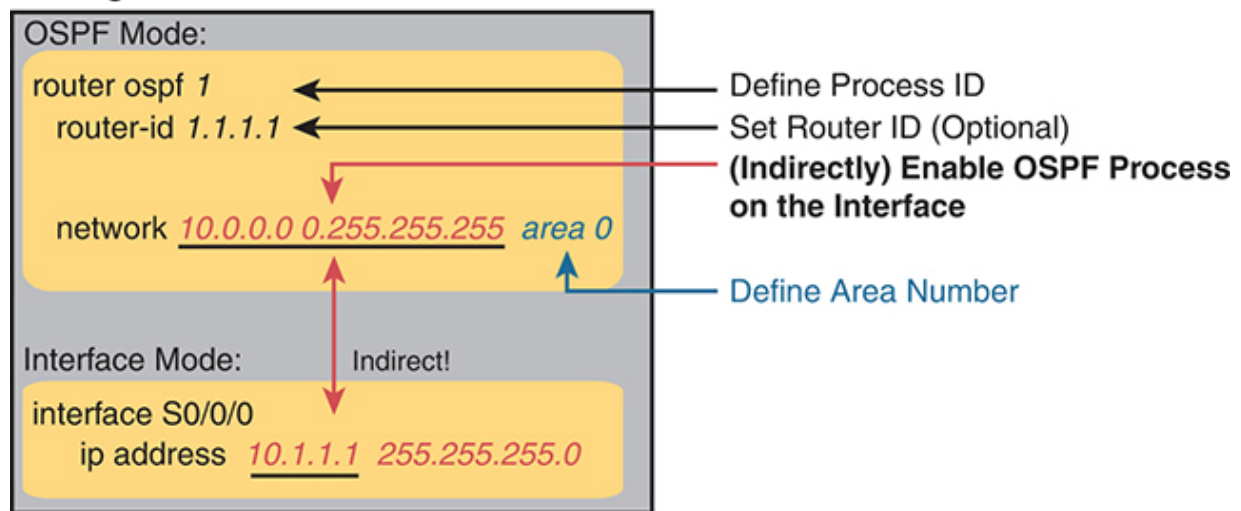 OSPF Mode:
router ospf 1
Define Process ID
router-id 1.1.1.1
Set Router ID (Optional)
(Indirectly) Enable OSPF Process
on the Interface
network 10.0.0.0 0.255.255.255 area 0
Define Area Number
Interface Mode:
Indirect!
interface S0/0/0
ip address 10.1.1.1 255.255.255.0